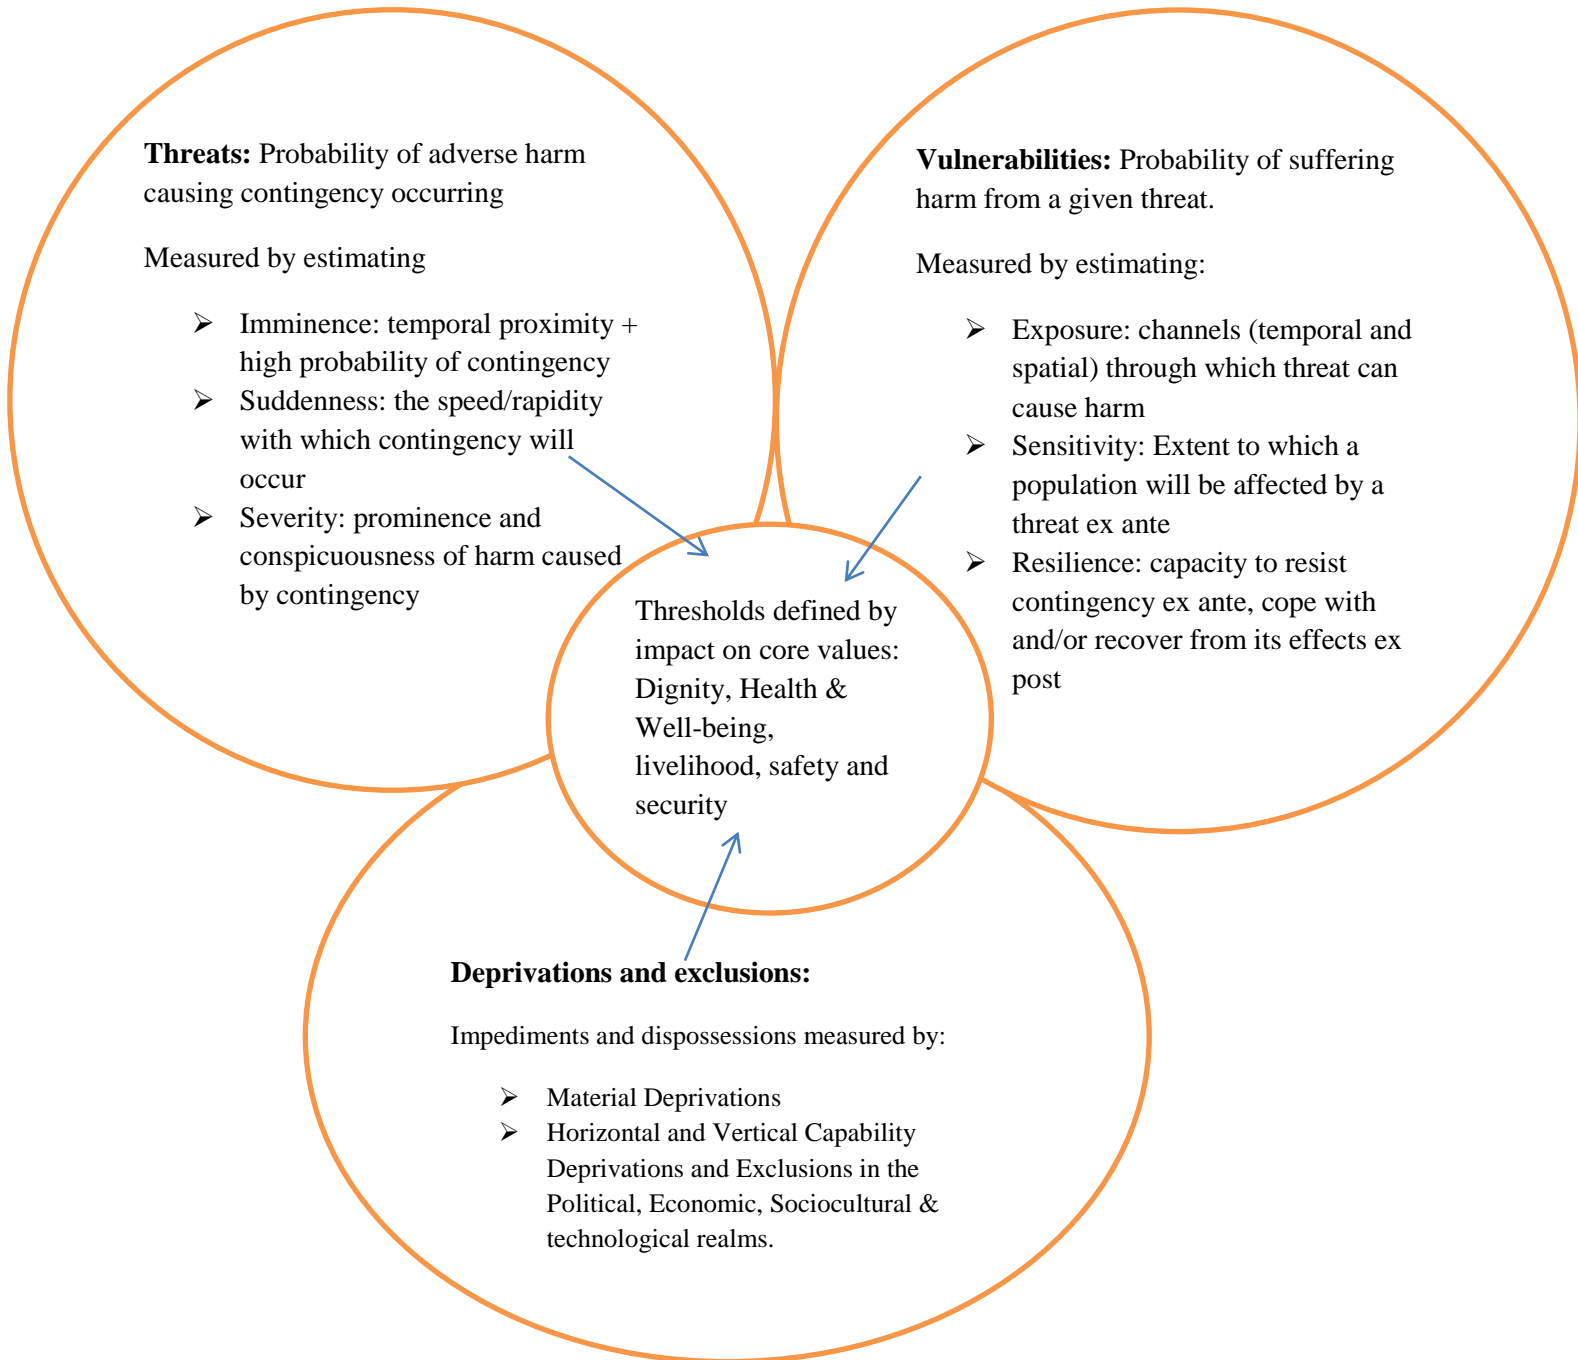 Threats: Probability of adverse harm
causing contingency occurring
Measured by estimating
➢ Imminence: temporal proximity +
high probability of contingency
➢ Suddenness: the speed/rapidity
with which contingency will
occur
➢ Severity: prominence and
conspicuousness of harm caused
by contingency
Vulnerabilities: Probability of suffering
harm from a given threat.
Measured by estimating:
➢ Exposure: channels (temporal and
spatial) through which threat can
cause harm
➢ Sensitivity: Extent to which a
population will be affected by a
threat ex ante
➢ Resilience: capacity to resist
contingency ex ante, cope with
and/or recover from its effects ex
post
Thresholds defined by
impact on core values:
Dignity, Health &
Well-being,
livelihood, safety and
security
Deprivations and exclusions:
Impediments and dispossessions measured by:
➢ Material Deprivations
➢ Horizontal and Vertical Capability
Deprivations and Exclusions in the
Political, Economic, Sociocultural &
technological realms.